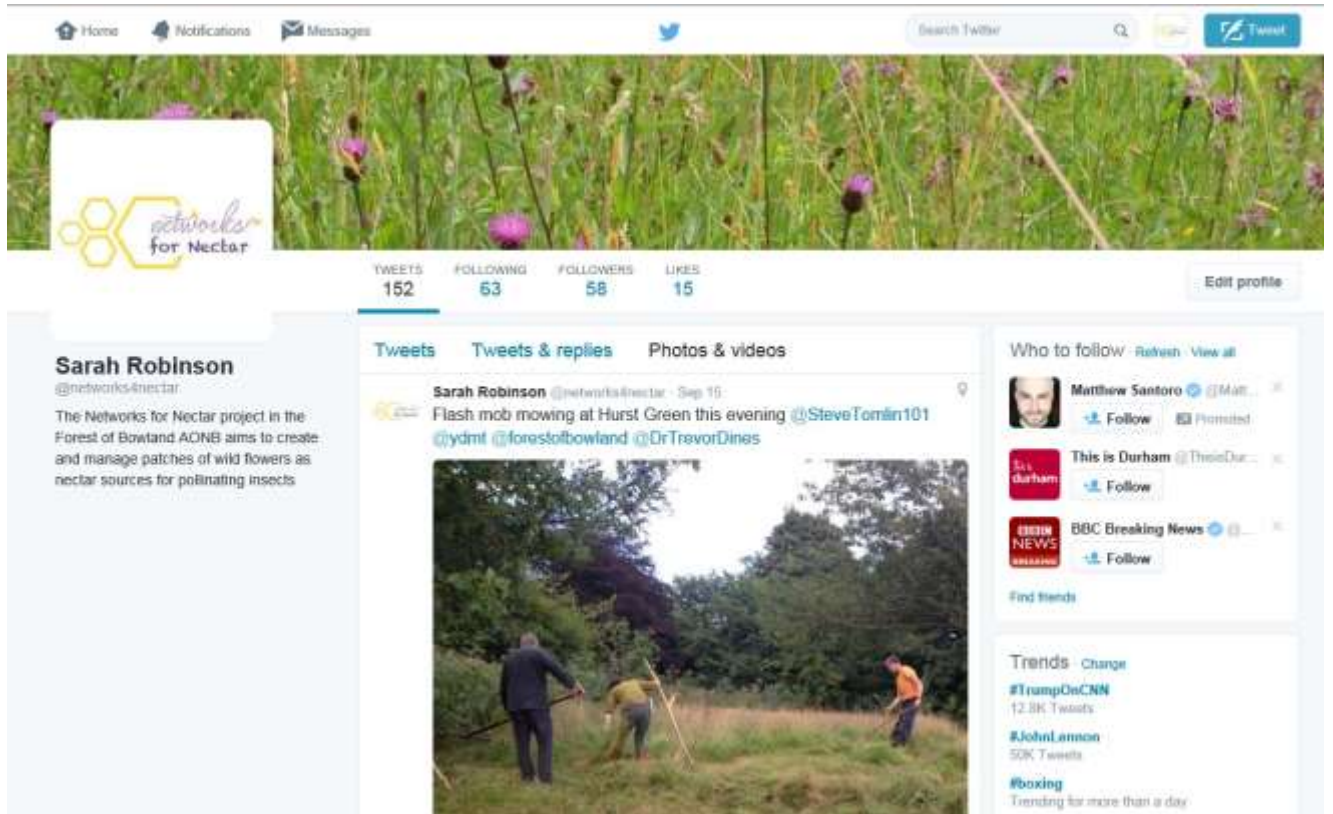 Home Notifications Messages Search Twitter Tweet
networks
for Nectar
TWEETS FOLLOWING FOLLOWERS LIKES
152 63 58 15
Edit profile
Sarah Robinson
@networks4nectar
The Networks for Nectar project in the
Forest of Bowland AONB aims to create
and manage patches of wild flowers as
nectar sources for pollinating insects
Tweets Tweets & replies Photos & videos
Sarah Robinson @networks4nectar · Sep 15
Flash mob mowing at Hurst Green this evening @SteveTomlin101
@ydmt @forestofbowland @DrTrevorDines
Who to follow · Refresh · View all
Matthew Santoro @Matt...
Follow Promoted
This is Durham @ThisisDur...
This is
durham
Follow
BBC Breaking News @...
BBC
NEWS
BREAKING
Follow
Find friends
Trends · Change
#TrumpOnCNN
12.8K Tweets
#JohnLennon
50K Tweets
#boxing
Trending for more than a day